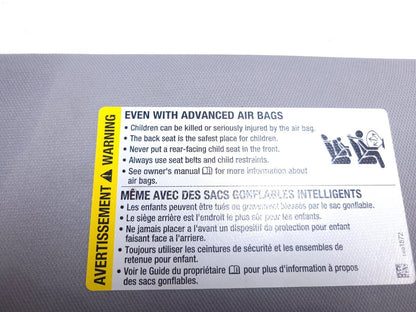 AVERTISSEMENT WARNING
EVEN WITH ADVANCED AIR BAGS
• Children can be killed or seriously injured by the air bag.
• The back seat is the safest place for children.
• Never put a rear-facing child seat in the front.
• Always use seat belts and child restraints.
• See owner's manual for more information about
air bags.
MÊME AVEC DES SACS GONFLABLES INTELLIGENTS
• Les enfants peuvent être tués ou gravement blessés par le sac gonflable.
• Le siège arrière est l'endroit le plus sûr pour les enfants.
• Ne jamais placer a l'avant un dispositif de protection pour enfant
faisant face a l'arriere.
• Toujours utiliser les ceintures de sécurité et les ensembles de
retenue pour enfant.
• Voir le Guide du propriétaire pour plus d'information à propos
des sacs gonflables.